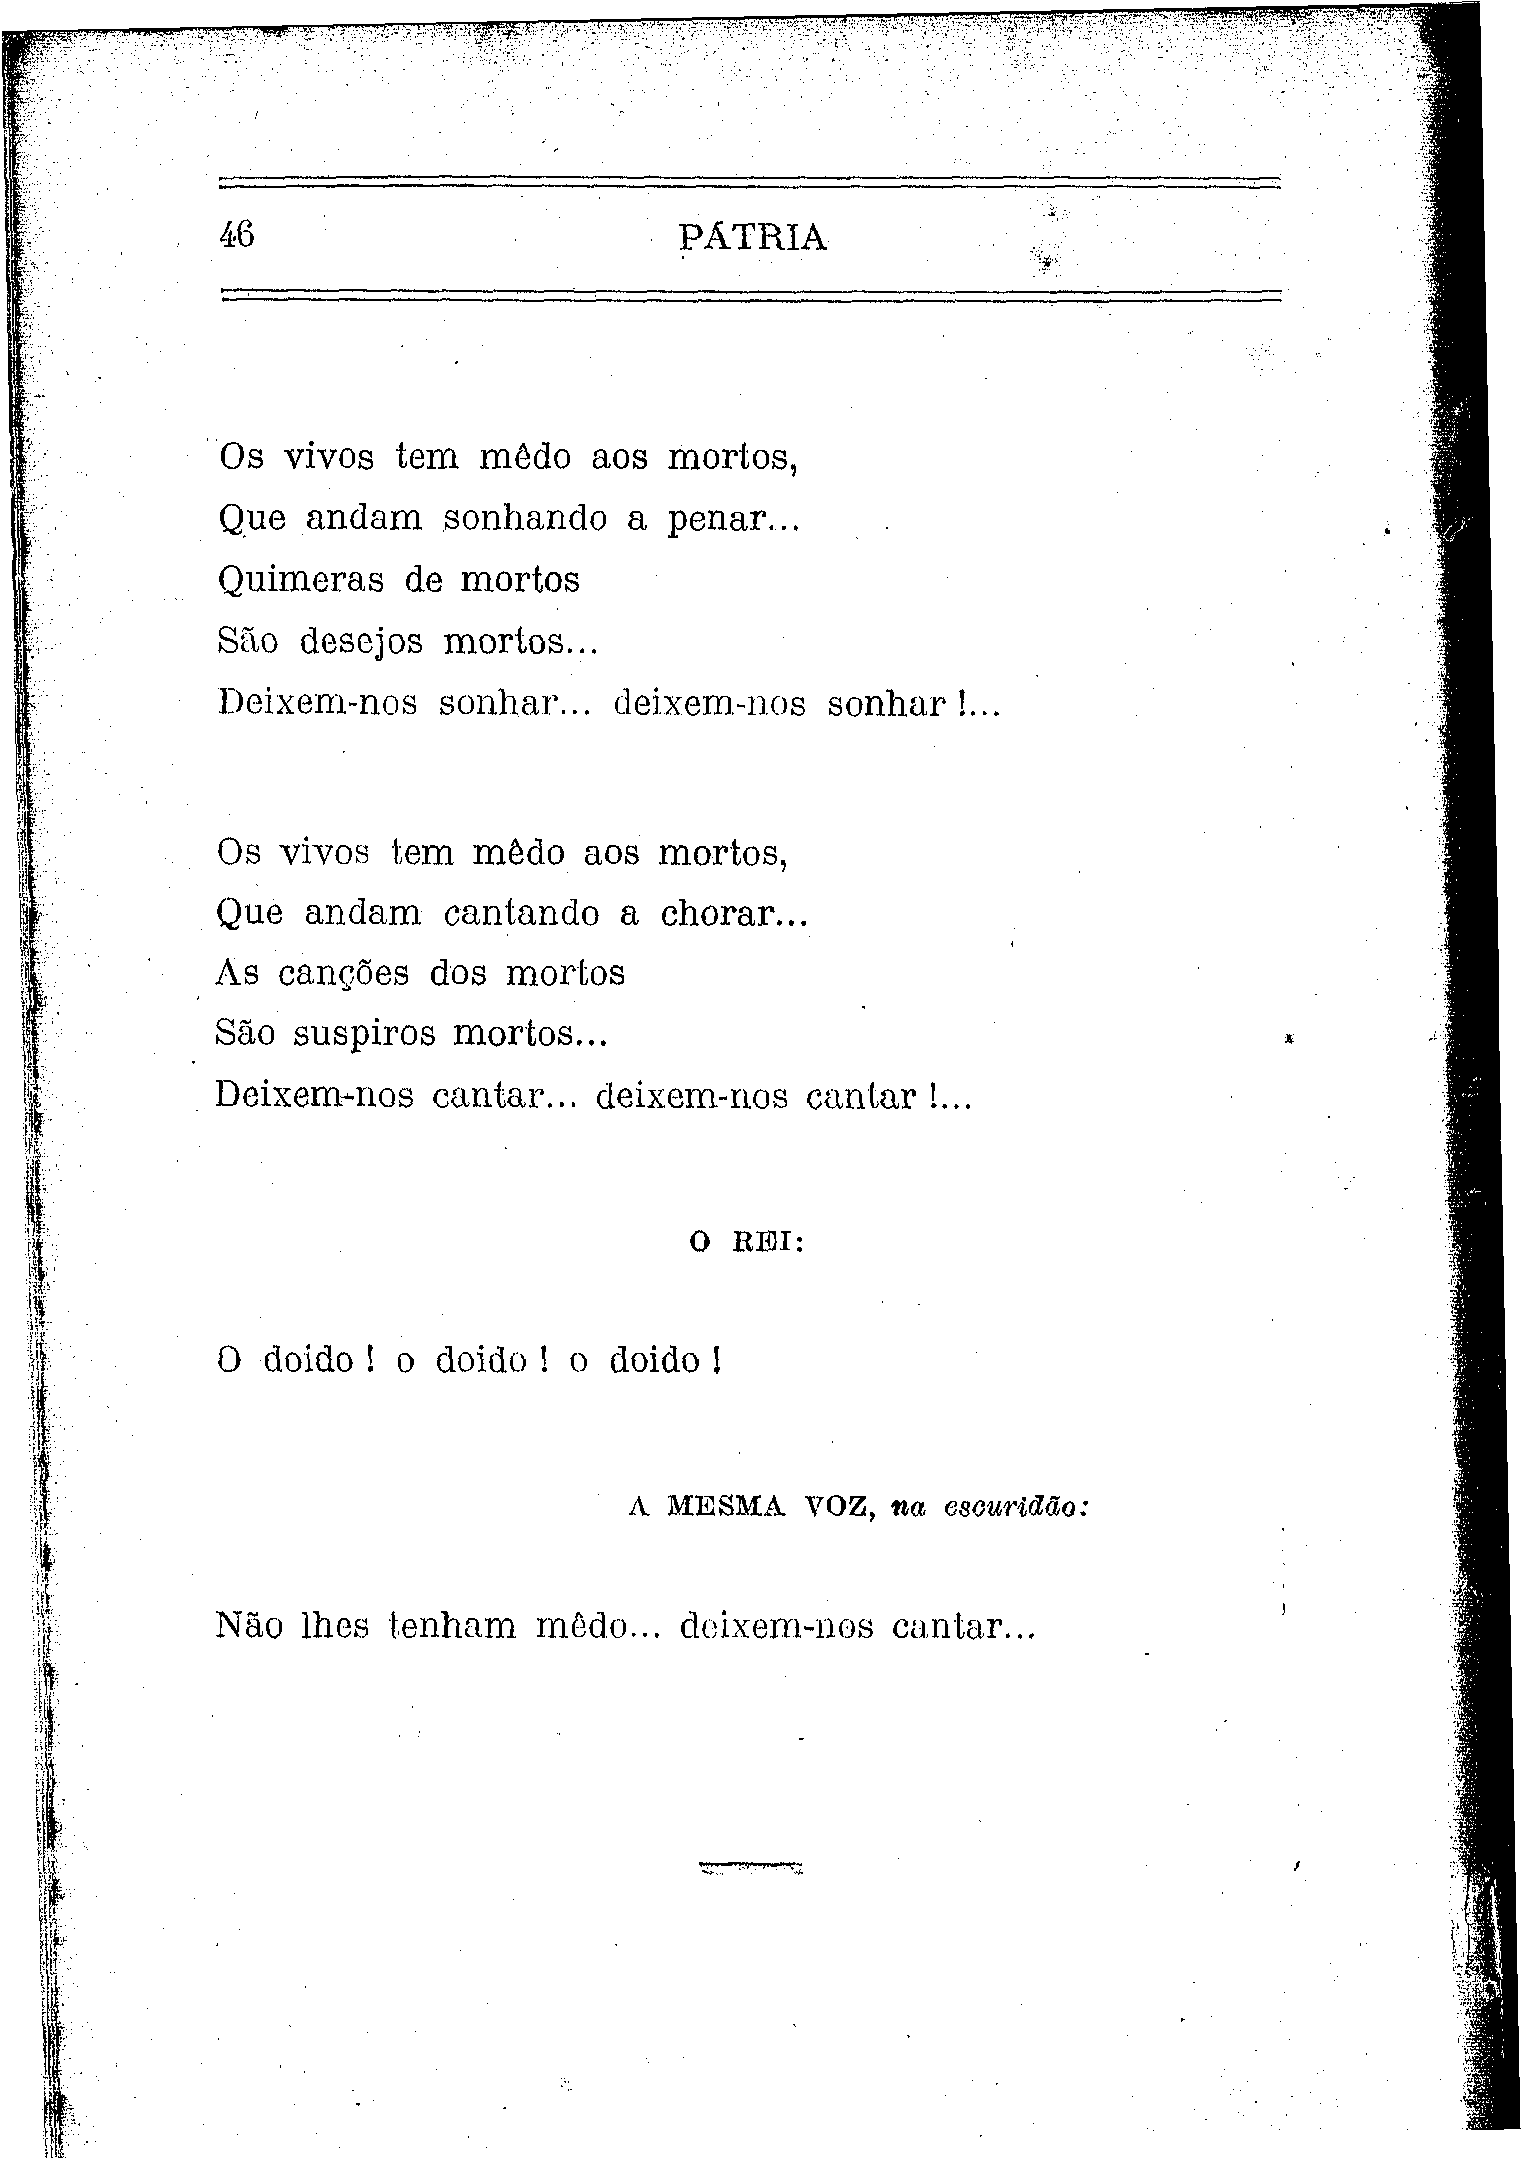 46 PÁTRIA
Os vivos tem mêdo aos mortos,
Que andam sonhando a penar...
Quimeras de mortos
São desejos mortos...
Deixem-nos sonhar... deixem-nos sonhar !...
Os vivos tem mêdo aos mortos,
Que andam cantando a chorar...
As canções dos mortos
São suspiros mortos...
Deixem-nos cantar... deixem-nos cantar !...
O REI:
O doido ! o doido ! o doido !
A MESMA VOZ, na escuridão:
Não lhes tenham mêdo... deixem-nos cantar...